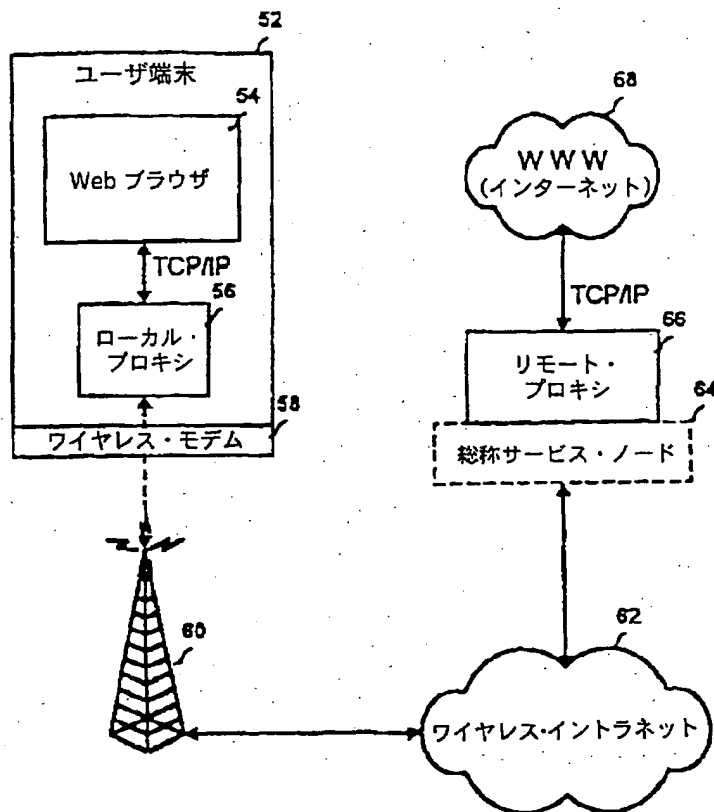 52
ユーザ端末
54
Web ブラウザ
TCP/IP
56
ローカル・
プロキシ
58
ワイヤレス・モデム
60
68
WWW
(インターネット)
TCP/IP
66
リモート・
プロキシ
64
総称サービス・ノード
62
ワイヤレス・イントラネット